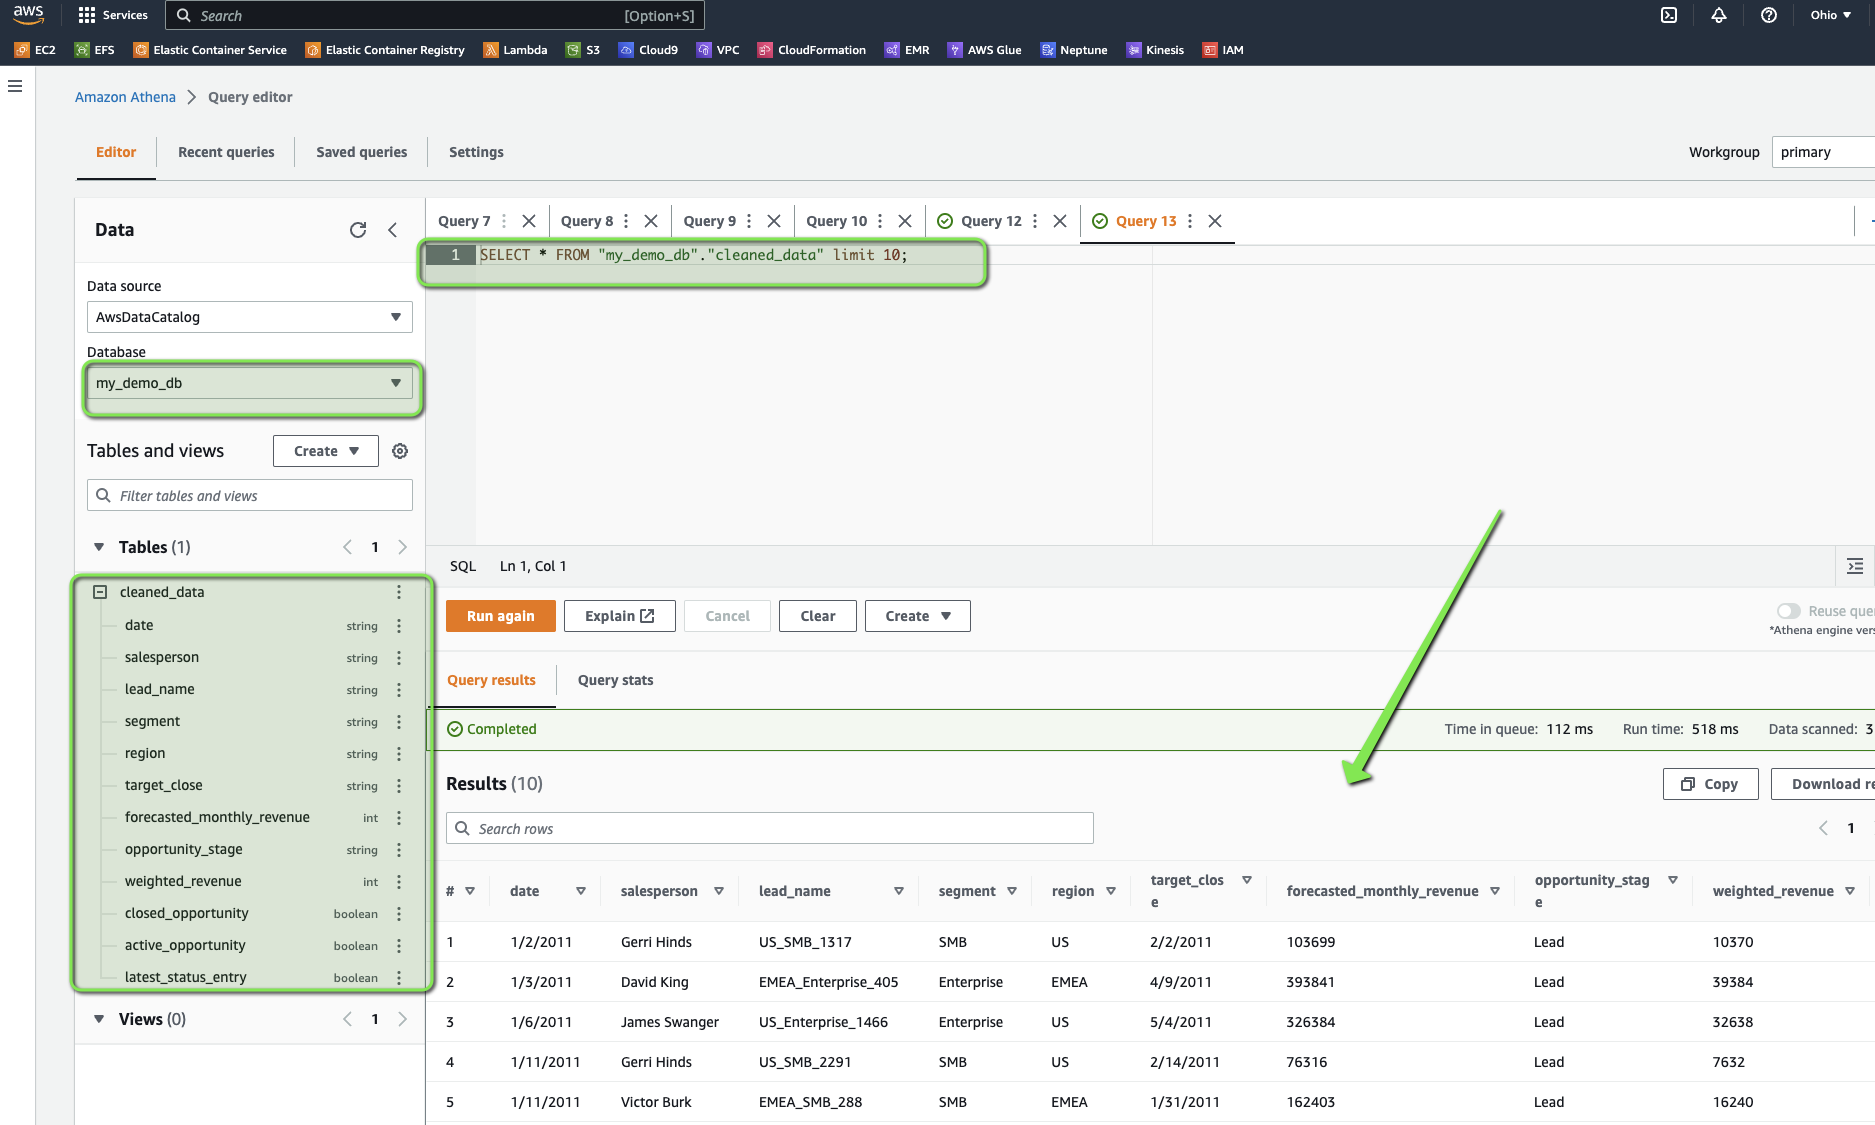 aws Services Search [Option+S] Ohio
EC2 EFS Elastic Container Service Elastic Container Registry Lambda S3 Cloud9 VPC CloudFormation EMR AWS Glue Neptune Kinesis IAM
Amazon Athena > Query editor
Editor Recent queries Saved queries Settings Workgroup primary
Data
Query 7 Query 8 Query 9 Query 10 Query 12 Query 13
1 SELECT * FROM "my_demo_db"."cleaned_data" limit 10;
Data source
AwsDataCatalog
Database
my_demo_db
Tables and views Create
Filter tables and views
Tables (1) < 1 >
cleaned_data
date string
salesperson string
lead_name string
segment string
region string
target_close string
forecasted_monthly_revenue int
opportunity_stage string
weighted_revenue int
closed_opportunity boolean
active_opportunity boolean
latest_status_entry boolean
Views (0) < 1 >
SQL Ln 1, Col 1
Run again Explain Cancel Clear Create
Reuse quer
*Athena engine vers
Query results Query stats
Completed Time in queue: 112 ms Run time: 518 ms Data scanned: 3
Results (10) Copy Download re
Search rows < 1
# date salesperson lead_name segment region target_clos
e forecasted_monthly_revenue opportunity_stag
e weighted_revenue
1 1/2/2011 Gerri Hinds US_SMB_1317 SMB US 2/2/2011 103699 Lead 10370
2 1/3/2011 David King EMEA_Enterprise_405 Enterprise EMEA 4/9/2011 393841 Lead 39384
3 1/6/2011 James Swanger US_Enterprise_1466 Enterprise US 5/4/2011 326384 Lead 32638
4 1/11/2011 Gerri Hinds US_SMB_2291 SMB US 2/14/2011 76316 Lead 7632
5 1/11/2011 Victor Burk EMEA_SMB_288 SMB EMEA 1/31/2011 162403 Lead 16240